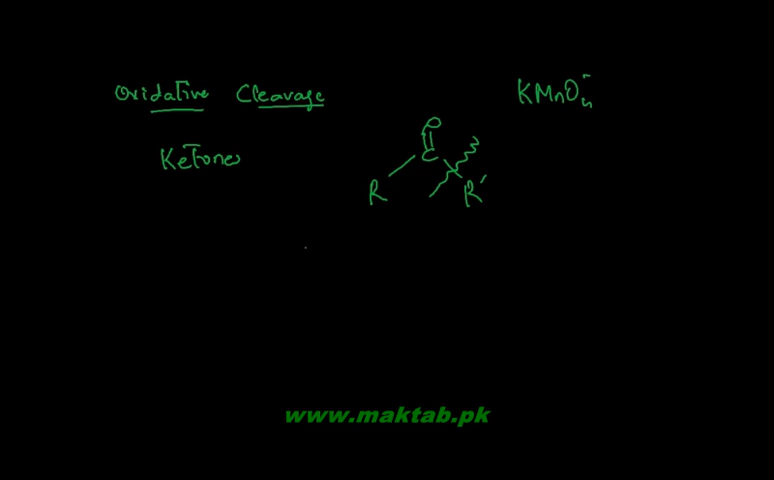 Oxidative Cleavage
KMnO₄⁻
Ketones
O
C
R R'
www.maktab.pk